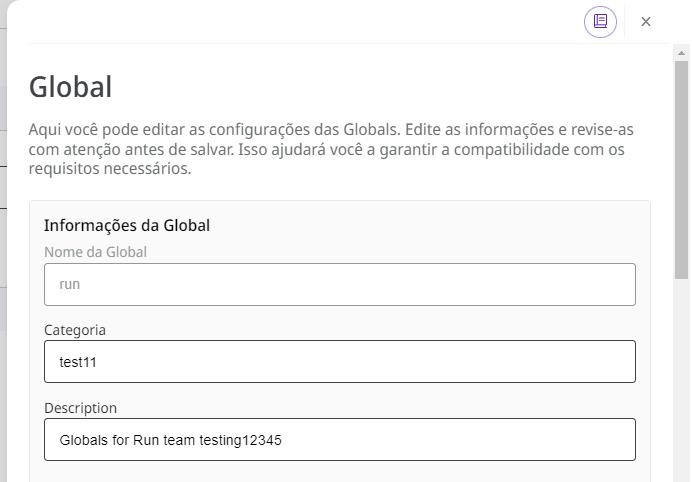 Global
Aqui você pode editar as configurações das Globals. Edite as informações e revise-as
com atenção antes de salvar. Isso ajudará você a garantir a compatibilidade com os
requisitos necessários.
Informações da Global
Nome da Global
run
Categoria
test11
Description
Globals for Run team testing12345